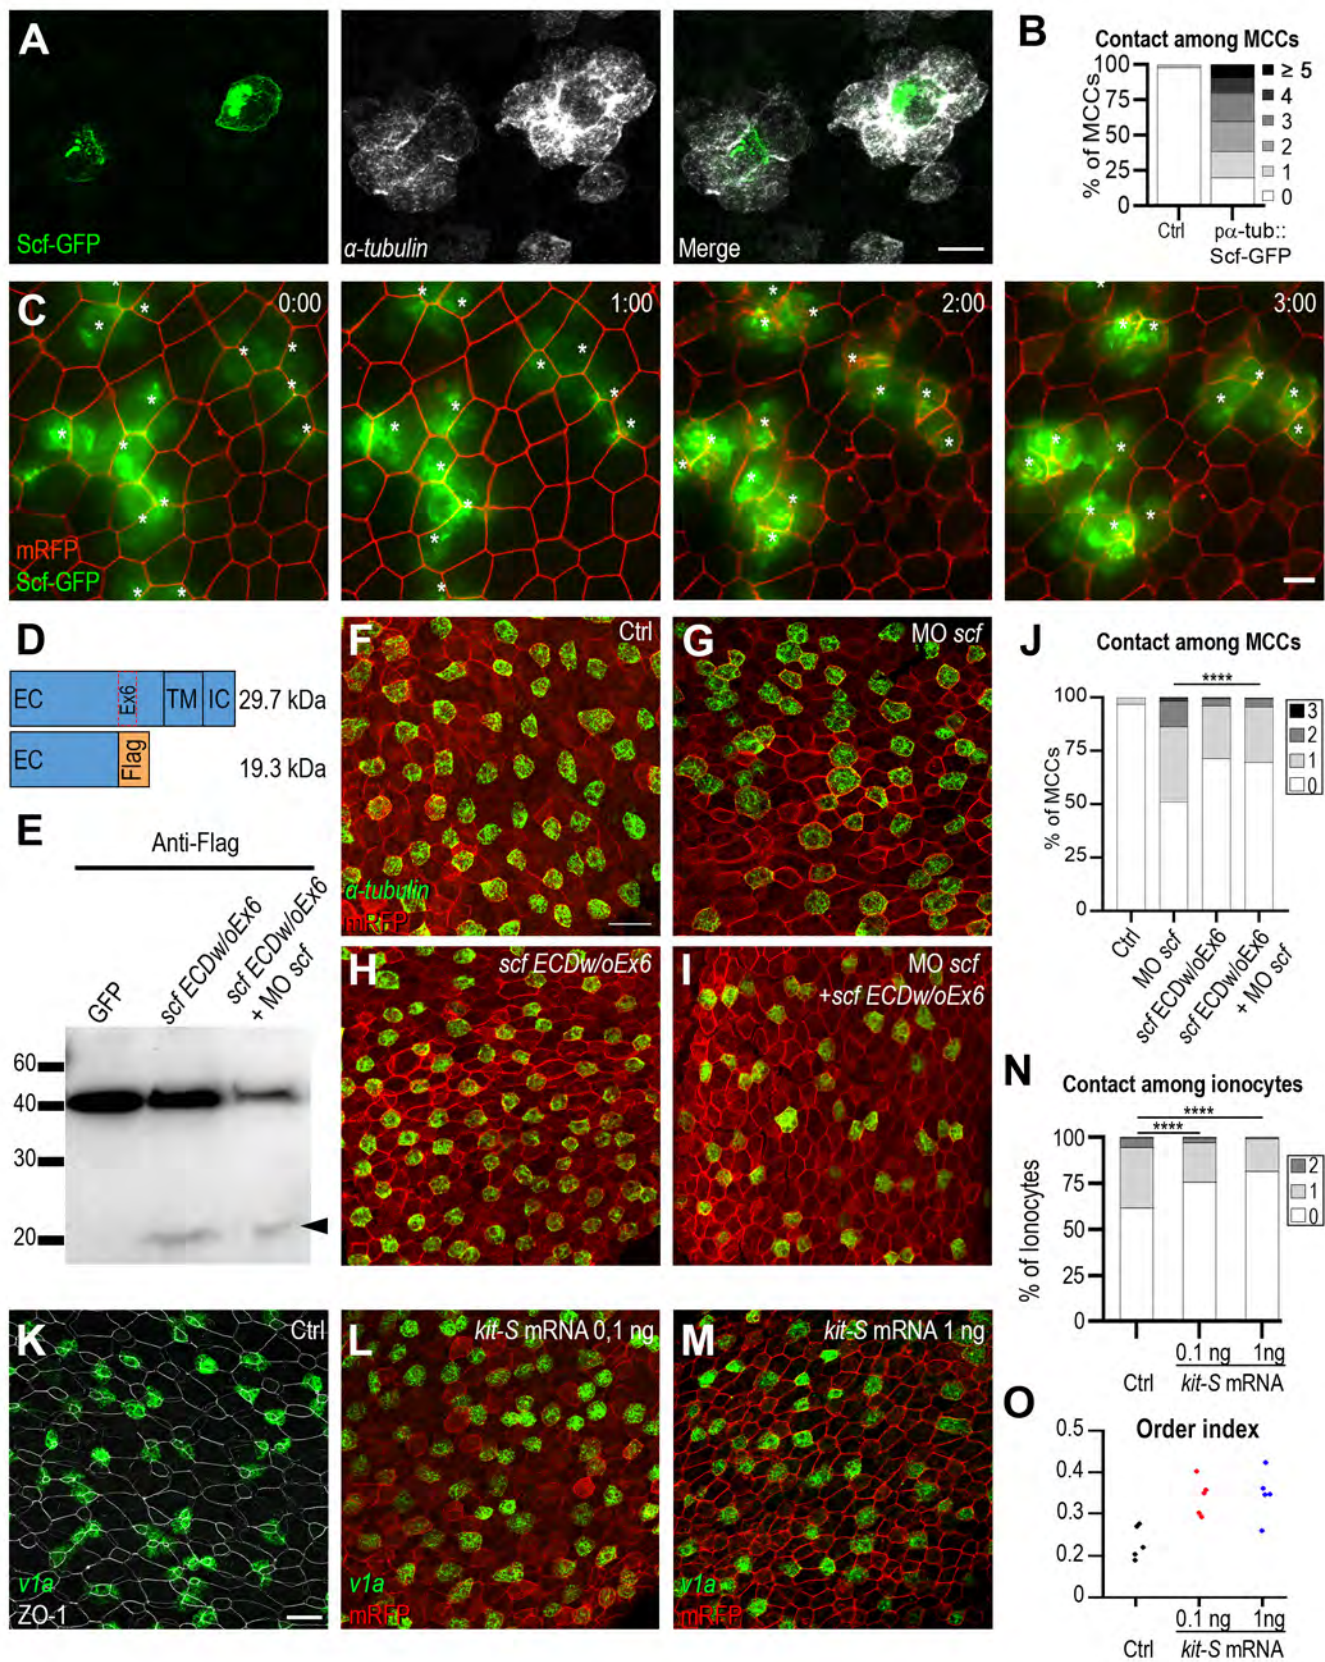 A
Scf-GFP
α-tubulin
Merge
B
Contact among MCCs
% of MCCs
100
75
50
25
0
≥ 5
4
3
2
1
0
Ctrl
pα-tub::
Scf-GFP
C
0:00
1:00
2:00
3:00
mRFP
Scf-GFP
D
EC
Ex6
TM
IC
29.7 kDa
EC
Flag
19.3 kDa
E
Anti-Flag
GFP
scf ECDw/oEx6
scf ECDw/oEx6
+ MO scf
60
40
30
20
F
Ctrl
α-tubulin
mRFP
G
MO scf
H
scf ECDw/oEx6
I
MO scf
+scf ECDw/oEx6
J
Contact among MCCs
****
% of MCCs
100
75
50
25
0
3
2
1
0
Ctrl
MO scf
scf ECDw/oEx6
scf ECDw/oEx6
+ MO scf
K
Ctrl
v1a
ZO-1
L
kit-S mRNA 0,1 ng
v1a
mRFP
M
kit-S mRNA 1 ng
v1a
mRFP
N
Contact among ionocytes
****
****
% of Ionocytes
100
75
50
25
0
2
1
0
0.1 ng 1ng
Ctrl
kit-S mRNA
O
Order index
0.5
0.4
0.3
0.2
0
0.1 ng 1ng
Ctrl
kit-S mRNA